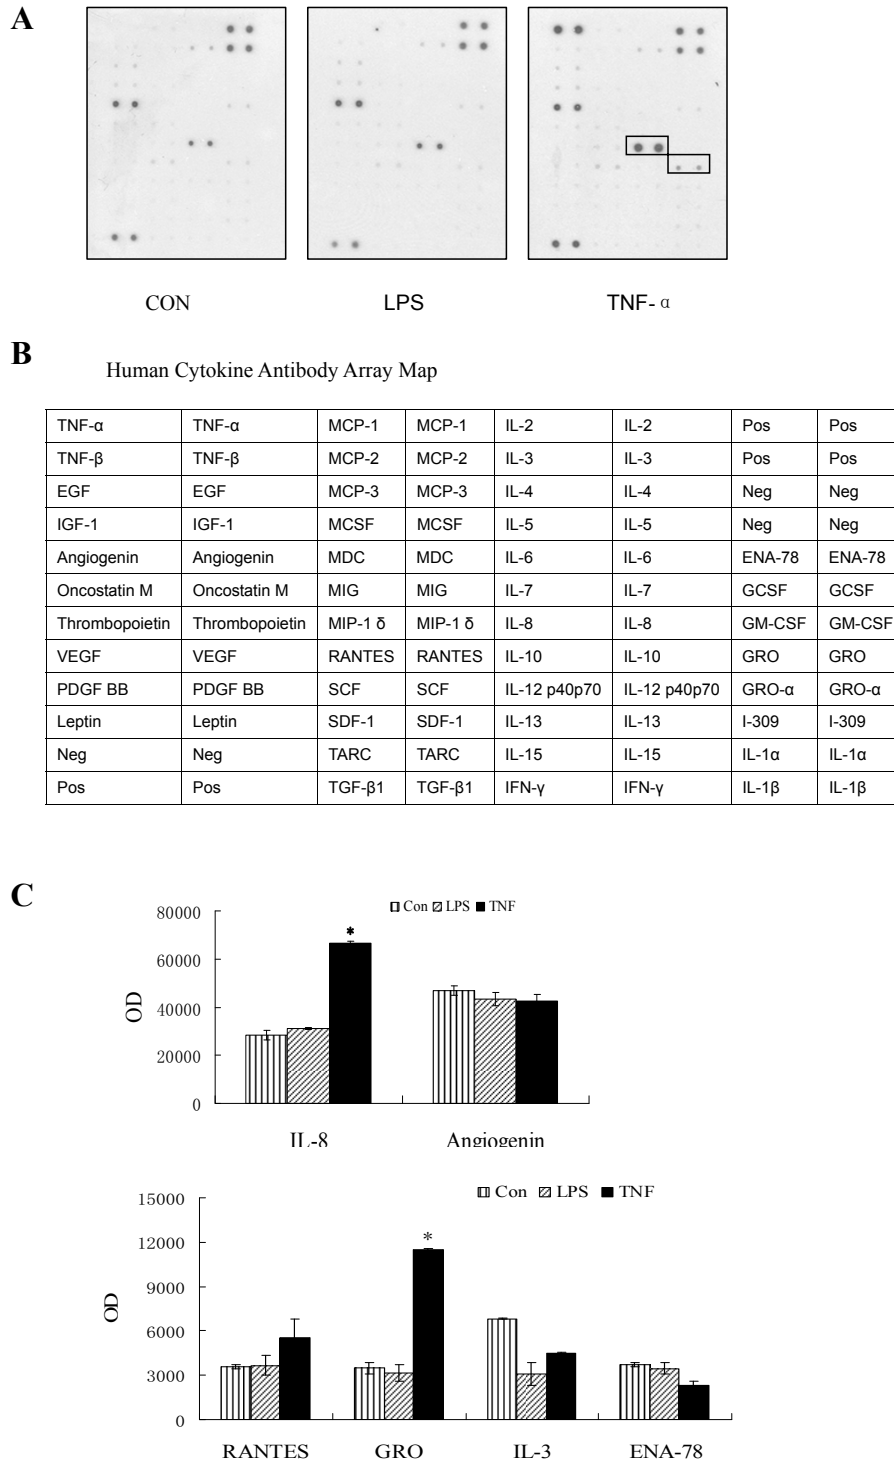 A
CON LPS TNF- α
B
Human Cytokine Antibody Array Map
TNF-α TNF-α MCP-1 MCP-1 IL-2 IL-2 Pos Pos
TNF-β TNF-β MCP-2 MCP-2 IL-3 IL-3 Pos Pos
EGF EGF MCP-3 MCP-3 IL-4 IL-4 Neg Neg
IGF-1 IGF-1 MCSF MCSF IL-5 IL-5 Neg Neg
Angiogenin Angiogenin MDC MDC IL-6 IL-6 ENA-78 ENA-78
Oncostatin M Oncostatin M MIG MIG IL-7 IL-7 GCSF GCSF
Thrombopoietin Thrombopoietin MIP-1 δ MIP-1 δ IL-8 IL-8 GM-CSF GM-CSF
VEGF VEGF RANTES RANTES IL-10 IL-10 GRO GRO
PDGF BB PDGF BB SCF SCF IL-12 p40p70 IL-12 p40p70 GRO-α GRO-α
Leptin Leptin SDF-1 SDF-1 IL-13 IL-13 I-309 I-309
Neg Neg TARC TARC IL-15 IL-15 IL-1α IL-1α
Pos Pos TGF-β1 TGF-β1 IFN-γ IFN-γ IL-1β IL-1β
C
80000
Con LPS TNF
*
60000
OD
40000
20000
0
IL-8 Angiogenin
15000
Con LPS TNF
12000
*
9000
OD
6000
3000
0
RANTES GRO IL-3 ENA-78